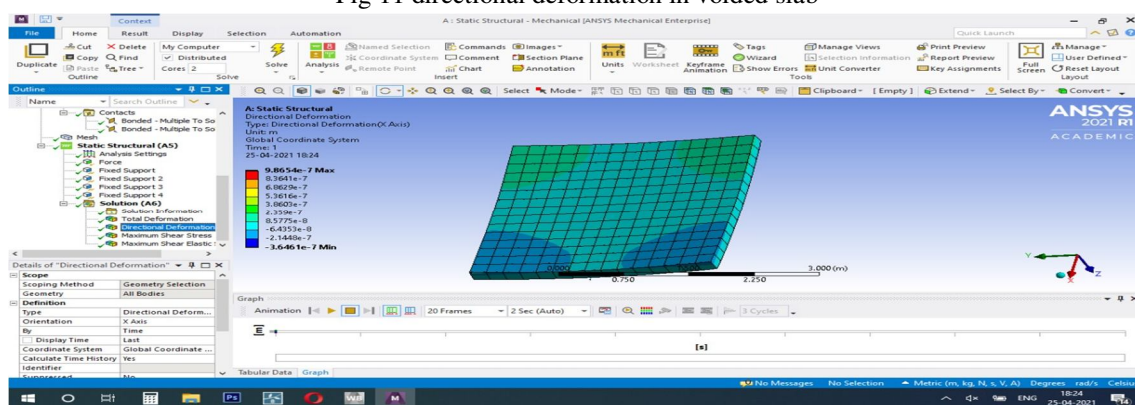 Fig 11 directional deformation in voided slab
Context
A : Static Structural - Mechanical [ANSYS Mechanical Enterprise]
File Home Result Display Selection Automation
Quick Launch
Duplicate
Cut
Copy
Paste
Delete
Find
Tree
Outline
My Computer
Distributed
Cores 2
Solve
Solve
Analysis
Named Selection
Coordinate System
Remote Point
Commands
Comment
Chart
Images
Section Plane
Annotation
Insert
Units
Worksheet
Keyframe Animation
Tags
Wizard
Show Errors
Manage Views
Selection Information
Unit Converter
Print Preview
Report Preview
Key Assignments
Tools
Full Screen
Manage
User Defined
Reset Layout
Layout
Outline
Name Search Outline
Select Mode Clipboard [ Empty ] Extend Select By Convert
Contacts
Bonded - Multiple To So
Bonded - Multiple To So
Mesh
Static Structural (A5)
Analysis Settings
Force
Fixed Support
Fixed Support 2
Fixed Support 3
Fixed Support 4
Solution (A6)
Solution Information
Total Deformation
Directional Deformation
Maximum Shear Stress
Maximum Shear Elastic
A: Static Structural
Directional Deformation
Type: Directional Deformation(X Axis)
Unit: m
Global Coordinate System
Time: 1
25-04-2021 18:24
9.8654e-7 Max
8.3641e-7
6.8629e-7
5.3616e-7
3.8603e-7
2.359e-7
8.5775e-8
-6.4353e-8
-2.1448e-7
-3.6461e-7 Min
ANSYS
2021 R1
ACADEMIC
0.000
3.000 (m)
0.750
2.250
Y
Z
X
Details of "Directional Deformation"
Scope
Scoping Method Geometry Selection
Geometry All Bodies
Definition
Type Directional Deform...
Orientation X Axis
By Time
Display Time Last
Coordinate System Global Coordinate ...
Calculate Time History Yes
Identifier
Suppressed No
Graph
Animation 20 Frames 2 Sec (Auto) 3 Cycles
[s]
Tabular Data Graph
No Messages No Selection Metric (m, kg, N, s, V, A) Degrees rad/s Celsiu
Ps
WB
M
ENG
18:24
25-04-2021